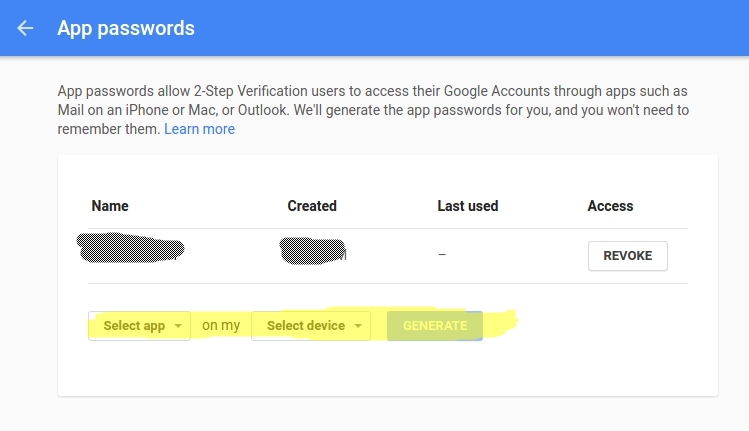 App passwords
App passwords allow 2-Step Verification users to access their Google Accounts through apps such as
Mail on an iPhone or Mac, or Outlook. We'll generate the app passwords for you, and you won't need to
remember them. Learn more
Name Created Last used Access
– REVOKE
Select app on my Select device GENERATE